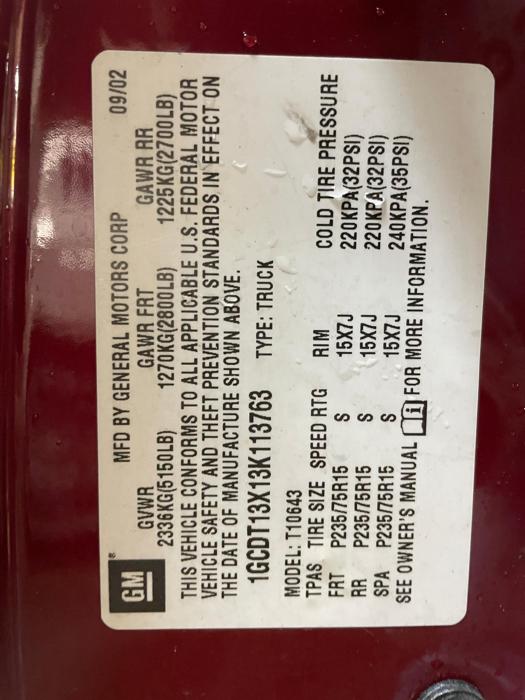 GM®
MFD BY GENERAL MOTORS CORP 09/02
GVWR GAWR FRT GAWR RR
2336KG(5150LB) 1270KG(2800LB) 1225KG(2700LB)
THIS VEHICLE CONFORMS TO ALL APPLICABLE U.S. FEDERAL MOTOR
VEHICLE SAFETY AND THEFT PREVENTION STANDARDS IN EFFECT ON
THE DATE OF MANUFACTURE SHOWN ABOVE.
1GCDT13X13K113763 TYPE: TRUCK
MODEL: T10643
TPAS TIRE SIZE SPEED RTG RIM COLD TIRE PRESSURE
FRT P235/75R15 S 15X7J 220KPA(32PSI)
RR P235/75R15 S 15X7J 220KPA(32PSI)
SPA P235/75R15 S 15X7J 240KPA(35PSI)
SEE OWNER'S MANUAL i FOR MORE INFORMATION.